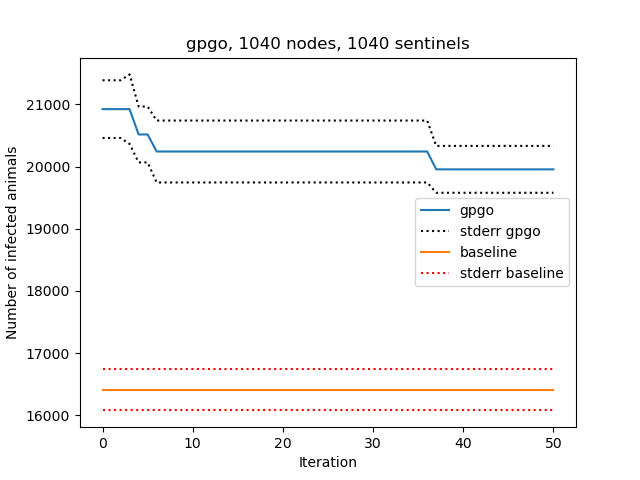 gpgo, 1040 nodes, 1040 sentinels
Number of infected animals
21000
20000
19000
18000
17000
16000
gpgo
stderr gpgo
baseline
stderr baseline
0 10 20 30 40 50
Iteration